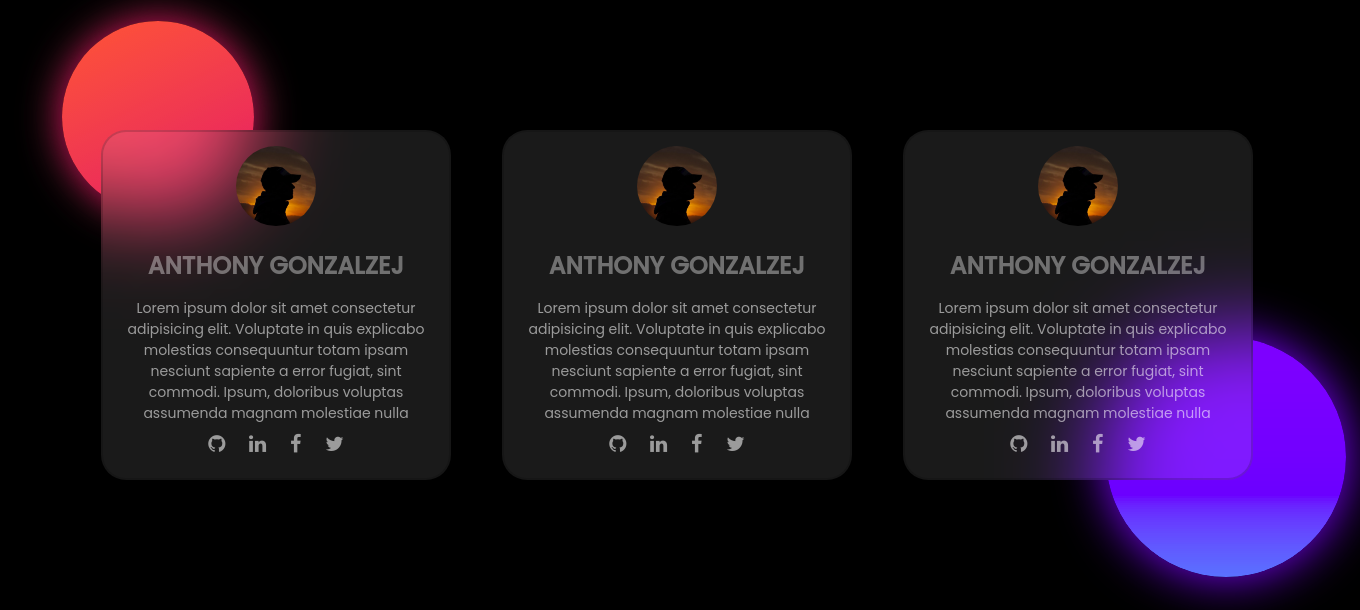 ANTHONY GONZALZEJ
Lorem ipsum dolor sit amet consectetur
adipisicing elit. Voluptate in quis explicabo
molestias consequuntur totam ipsam
nesciunt sapiente a error fugiat, sint
commodi. Ipsum, doloribus voluptas
assumenda magnam molestiae nulla
ANTHONY GONZALZEJ
Lorem ipsum dolor sit amet consectetur
adipisicing elit. Voluptate in quis explicabo
molestias consequuntur totam ipsam
nesciunt sapiente a error fugiat, sint
commodi. Ipsum, doloribus voluptas
assumenda magnam molestiae nulla
ANTHONY GONZALZEJ
Lorem ipsum dolor sit amet consectetur
adipisicing elit. Voluptate in quis explicabo
molestias consequuntur totam ipsam
nesciunt sapiente a error fugiat, sint
commodi. Ipsum, doloribus voluptas
assumenda magnam molestiae nulla